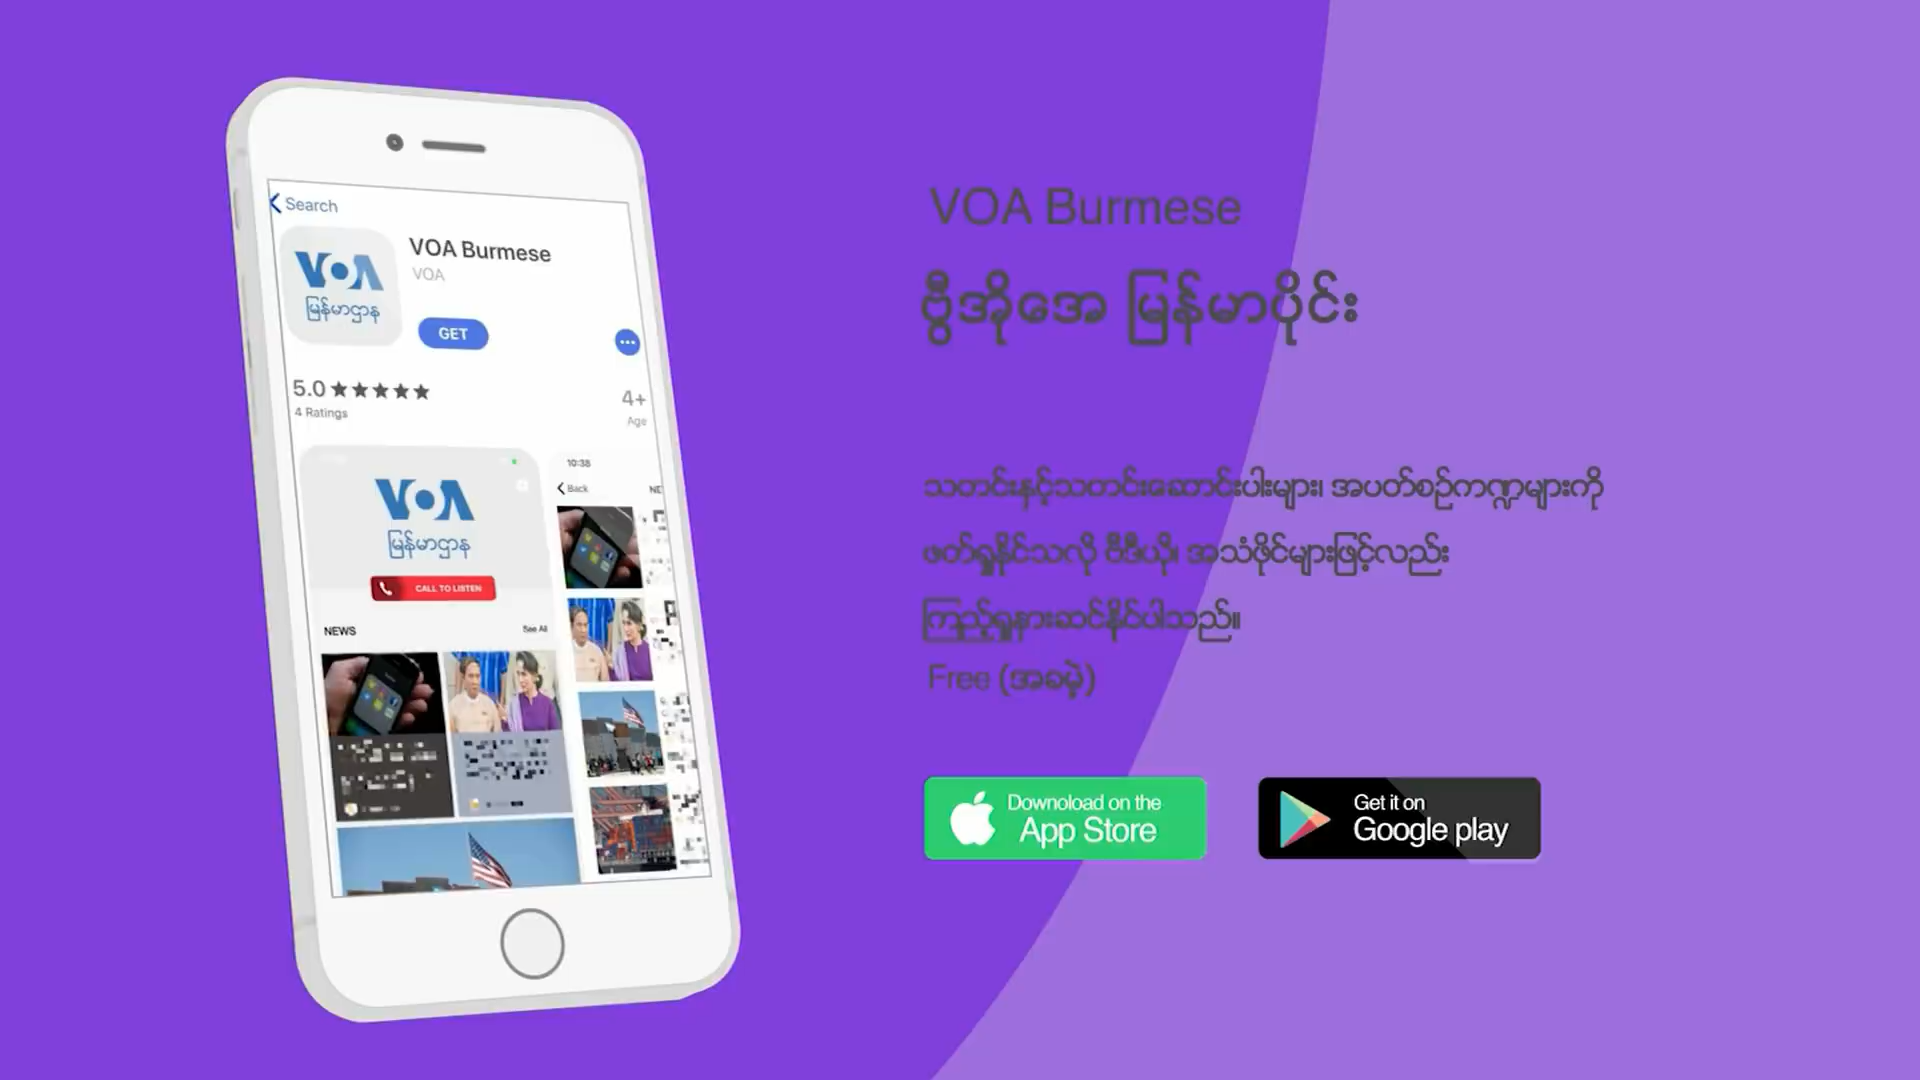 Search
VOA Burmese
VOA
VOA
မြန်မာဌာန
GET
5.0
4 Ratings
4+
Age
VOA
မြန်မာဌာန
CALL TO LISTEN
NEWS
See All
10:38
Back
NE
VOA Burmese
ဗွီအိုအေ မြန်မာပိုင်း
သတင်းနှင့်သတင်းဆောင်းပါးများ၊ အပတ်စဉ်ကဏ္ဍများကို
ဖတ်ရှုနိုင်သလို ဗီဒီယို၊ အသံဖိုင်များဖြင့်လည်း
ကြည့်ရှုနားဆင်နိုင်ပါသည်။
Free (အခမဲ့)
Downoload on the
App Store
Get it on
Google play